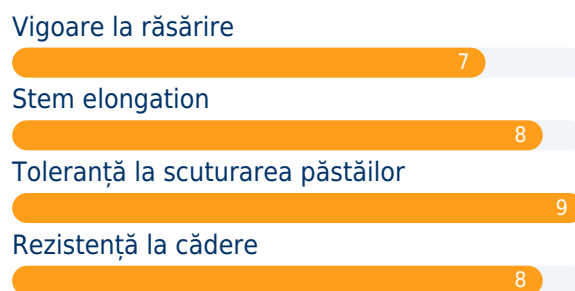 Vigoare la răsărire
7
Stem elongation
8
Toleranță la scuturarea păstăilor
9
Rezistență la cădere
8